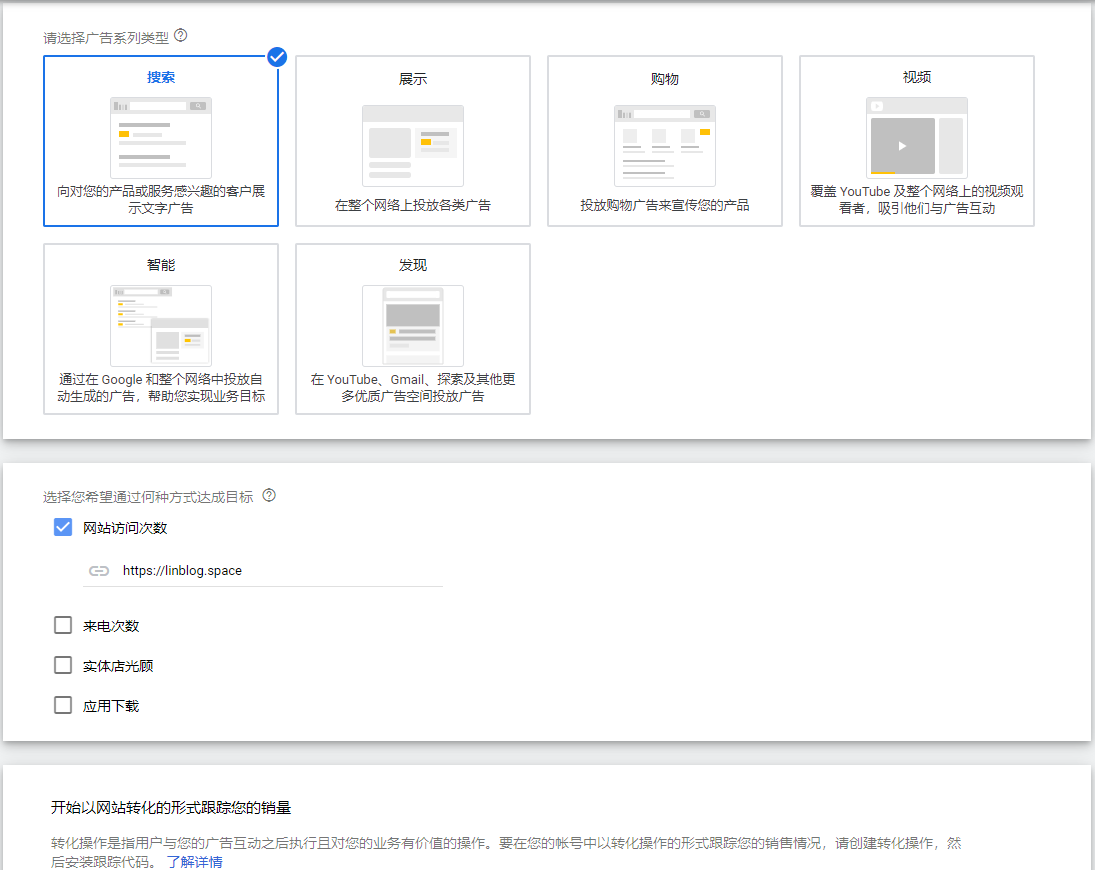 请选择广告系列类型
搜索
向对您的产品或服务感兴趣的客户展
示文字广告
展示
在整个网络上投放各类广告
购物
投放购物广告来宣传您的产品
视频
覆盖 YouTube 及整个网络上的视频观
看者，吸引他们与广告互动
智能
通过在 Google 和整个网络中投放自
动生成的广告，帮助您实现业务目标
发现
在 YouTube、Gmail、探索及其他更
多优质广告空间投放广告
选择您希望通过何种方式达成目标
网站访问次数
https://linblog.space
来电次数
实体店光顾
应用下载
开始以网站转化的形式跟踪您的销量
转化操作是指用户与您的广告互动之后执行且对您的业务有价值的操作。要在您的帐号中以转化操作的形式跟踪您的销售情况，请创建转化操作，然
后安装跟踪代码。 了解详情